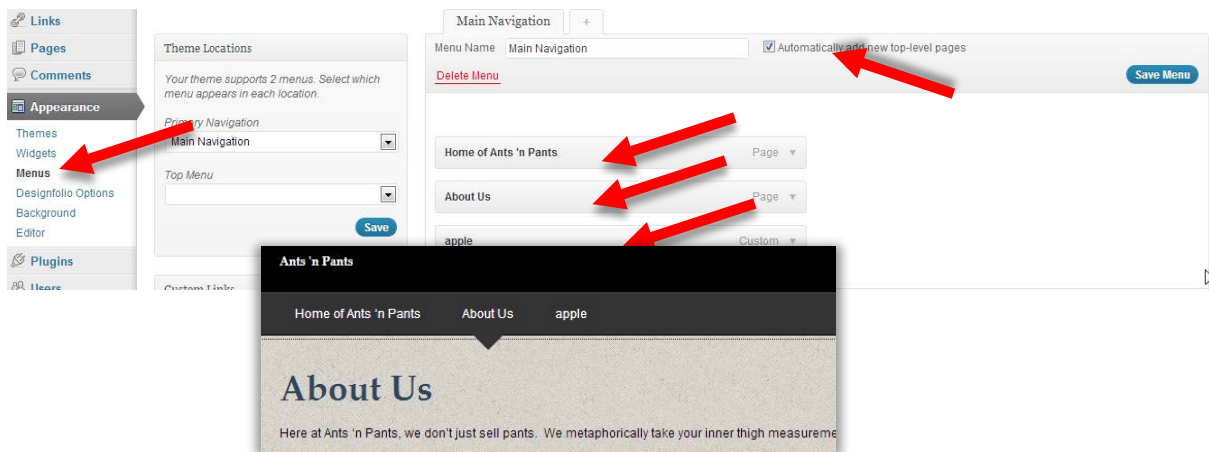 Links
Pages
Comments
Appearance
Themes
Widgets
Menus
Designfolio Options
Background
Editor
Plugins
Users
Theme Locations
Your theme supports 2 menus. Select which
menu appears in each location.
Primary Navigation
Main Navigation
Top Menu
Save
Custom Links
Main Navigation +
Menu Name Main Navigation
Automatically add new top-level pages
Delete Menu
Save Menu
Home of Ants 'n Pants Page
About Us Page
apple Custom
Ants 'n Pants
Home of Ants 'n Pants About Us apple
About Us
Here at Ants 'n Pants, we don't just sell pants. We metaphorically take your inner thigh measureme